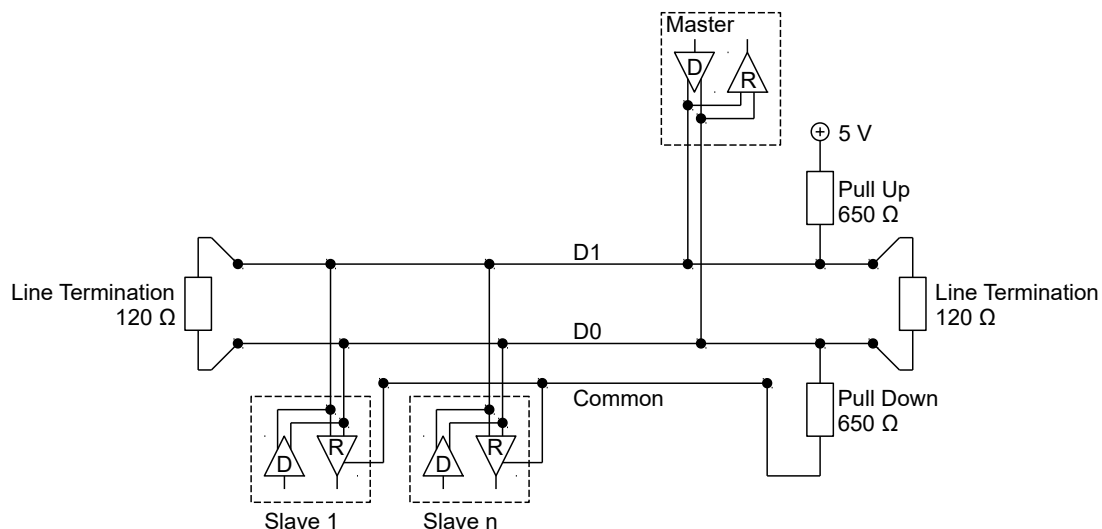 Master
D
R
5 V
Pull Up
650 Ω
D1
Line Termination
120 Ω
Line Termination
120 Ω
D0
Common
Pull Down
650 Ω
D
R
D
R
Slave 1
Slave n